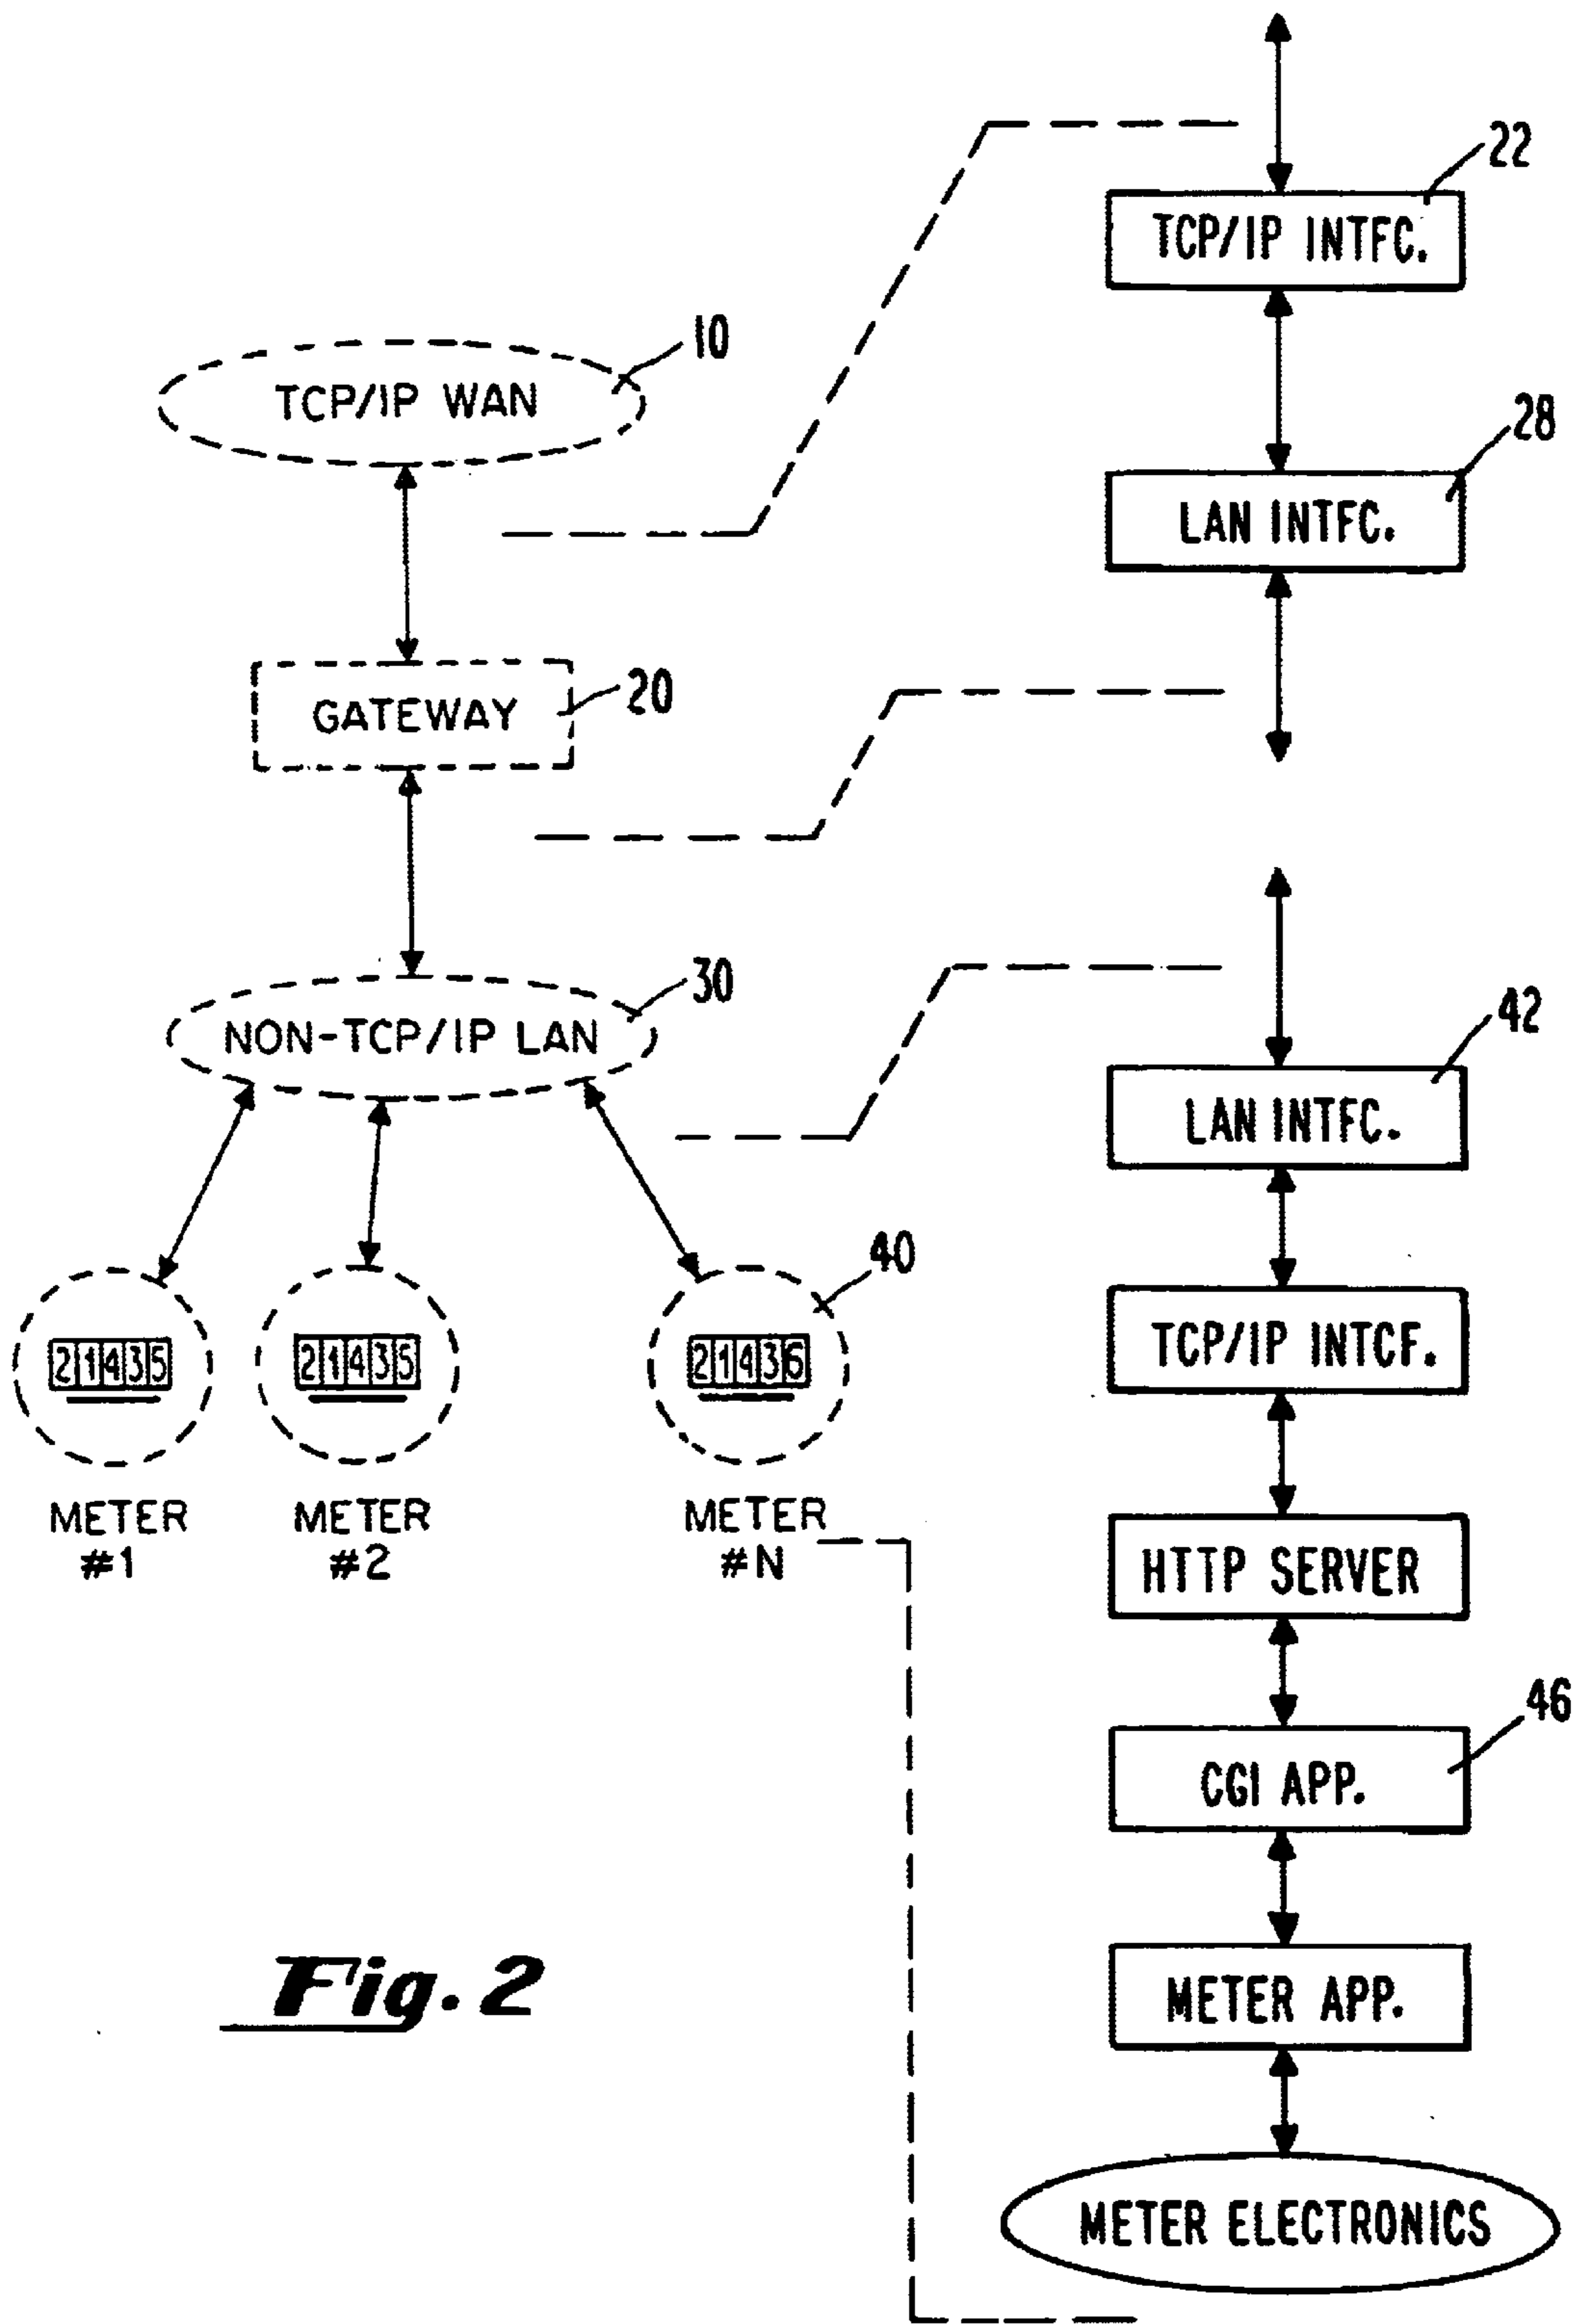 22
TCP/IP INTFC.
10
TCP/IP WAN
28
LAN INTFC.
20
GATEWAY
30
NON-TCP/IP LAN
42
LAN INTFC.
40
TCP/IP INTCF.
21435
21435
21436
METER
#1
METER
#2
METER
#N
HTTP SERVER
46
CGI APP.
METER APP.
Fig. 2
METER ELECTRONICS